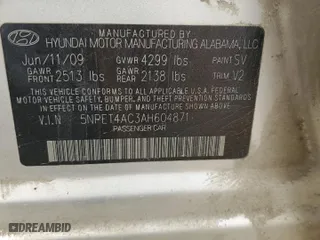 MANUFACTURED BY
HYUNDAI MOTOR MANUFACTURING ALABAMA, LLC
Jun/11/09 GVWR 4299 lbs PAINT SV
GAWR FRONT 2513 lbs GAWR REAR 2138 lbs TRIM V2
THIS VEHICLE CONFORMS TO ALL APPLICABLE U.S.A. FEDERAL
MOTOR VEHICLE SAFETY, BUMPER, AND THEFT PREVENTION
STANDARDS IN EFFECT ON THE DATE OF MANUFACTURE SHOWN ABOVE.
V.I.N 5NPET4AC3AH604871
PASSENGER CAR
DREAMBID